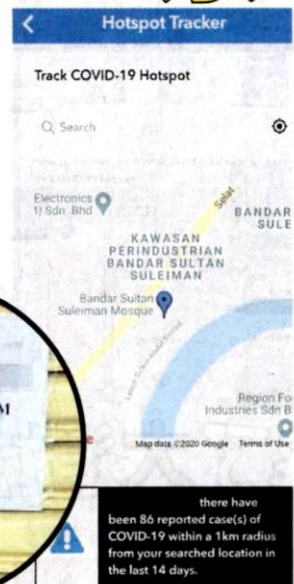 Hotspot Tracker
Track COVID-19 Hotspot
Search
Electronics
1) Sdn Bhd
Selat
BANDAR
SULE
KAWASAN
PERINDUSTRIAN
BANDAR SULTAN
SULEIMAN
Bandar Sultan
Suleiman Mosque
Region Fo
Industries Sdn B
M
e
Map data ©2020 Google Terms of Use
there have
been 86 reported case(s) of
COVID-19 within a 1km radius
from your searched location in
the last 14 days.